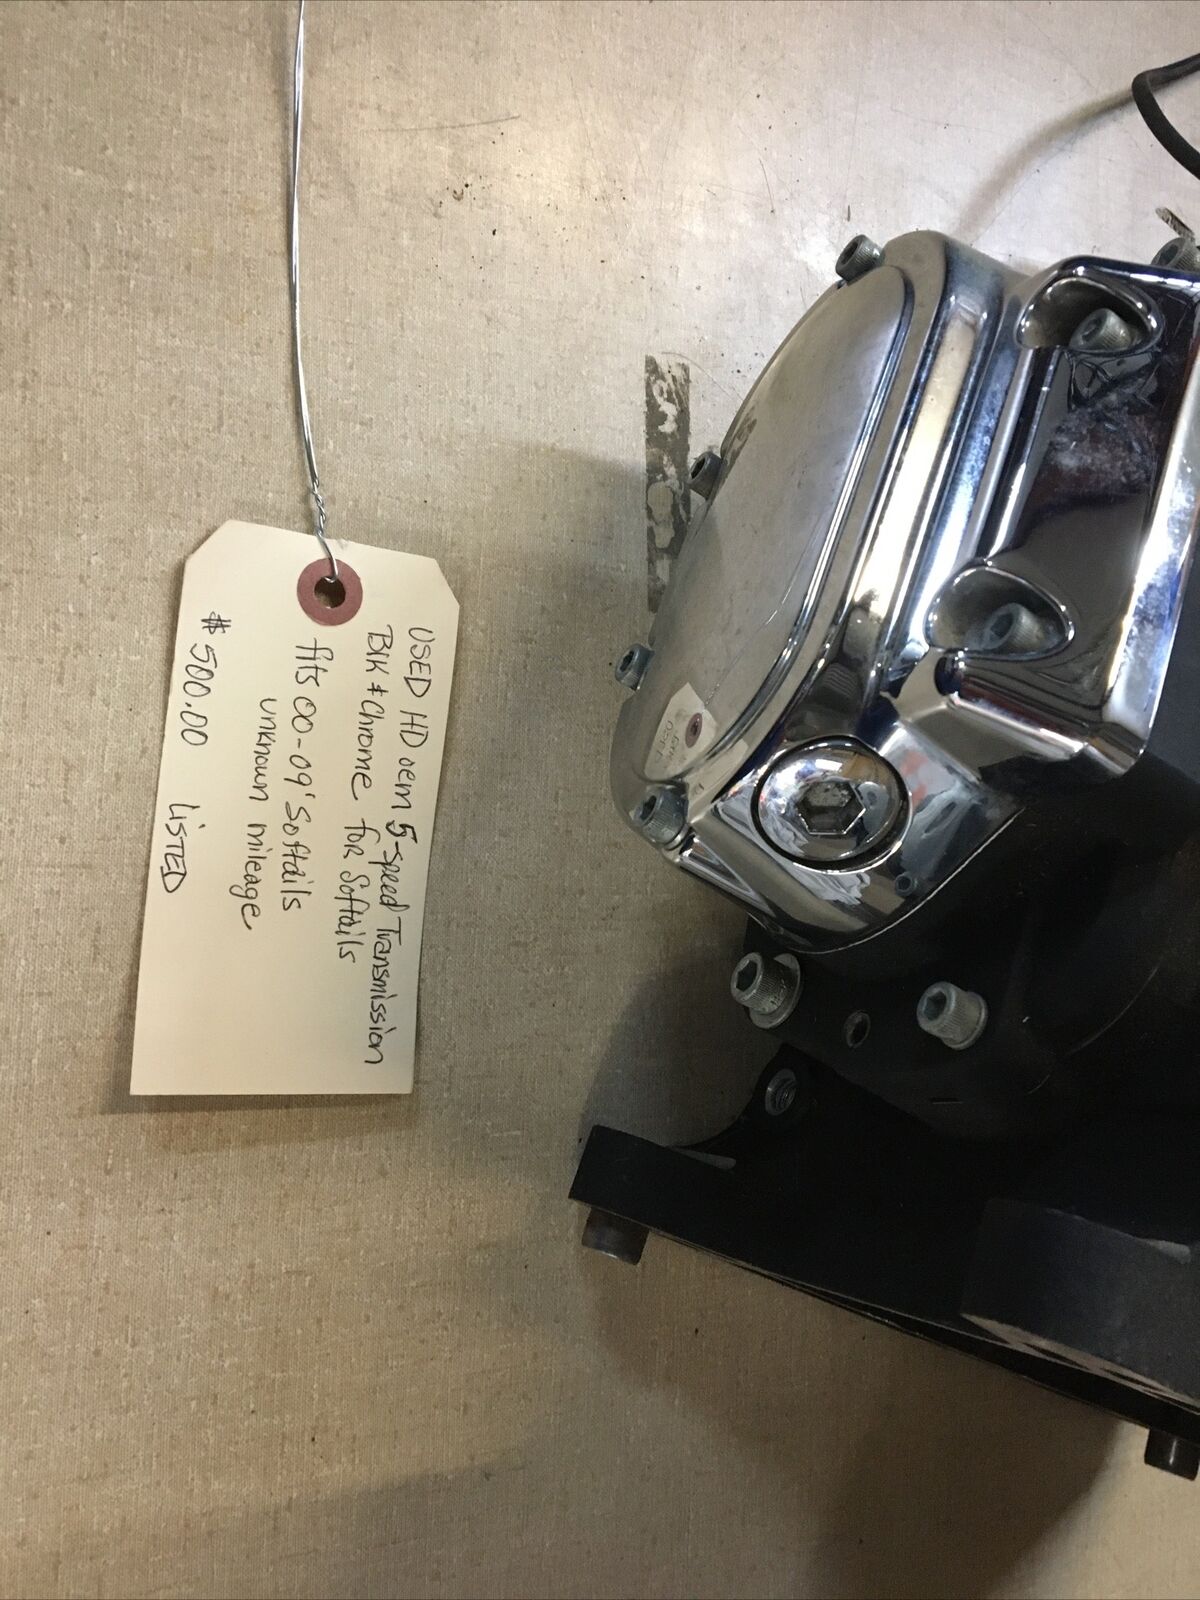 USED HD oem 5-speed Transmission
Blk & Chrome for Softails
fits 00-09' Softails
unknown mileage
$500.00 LISTED